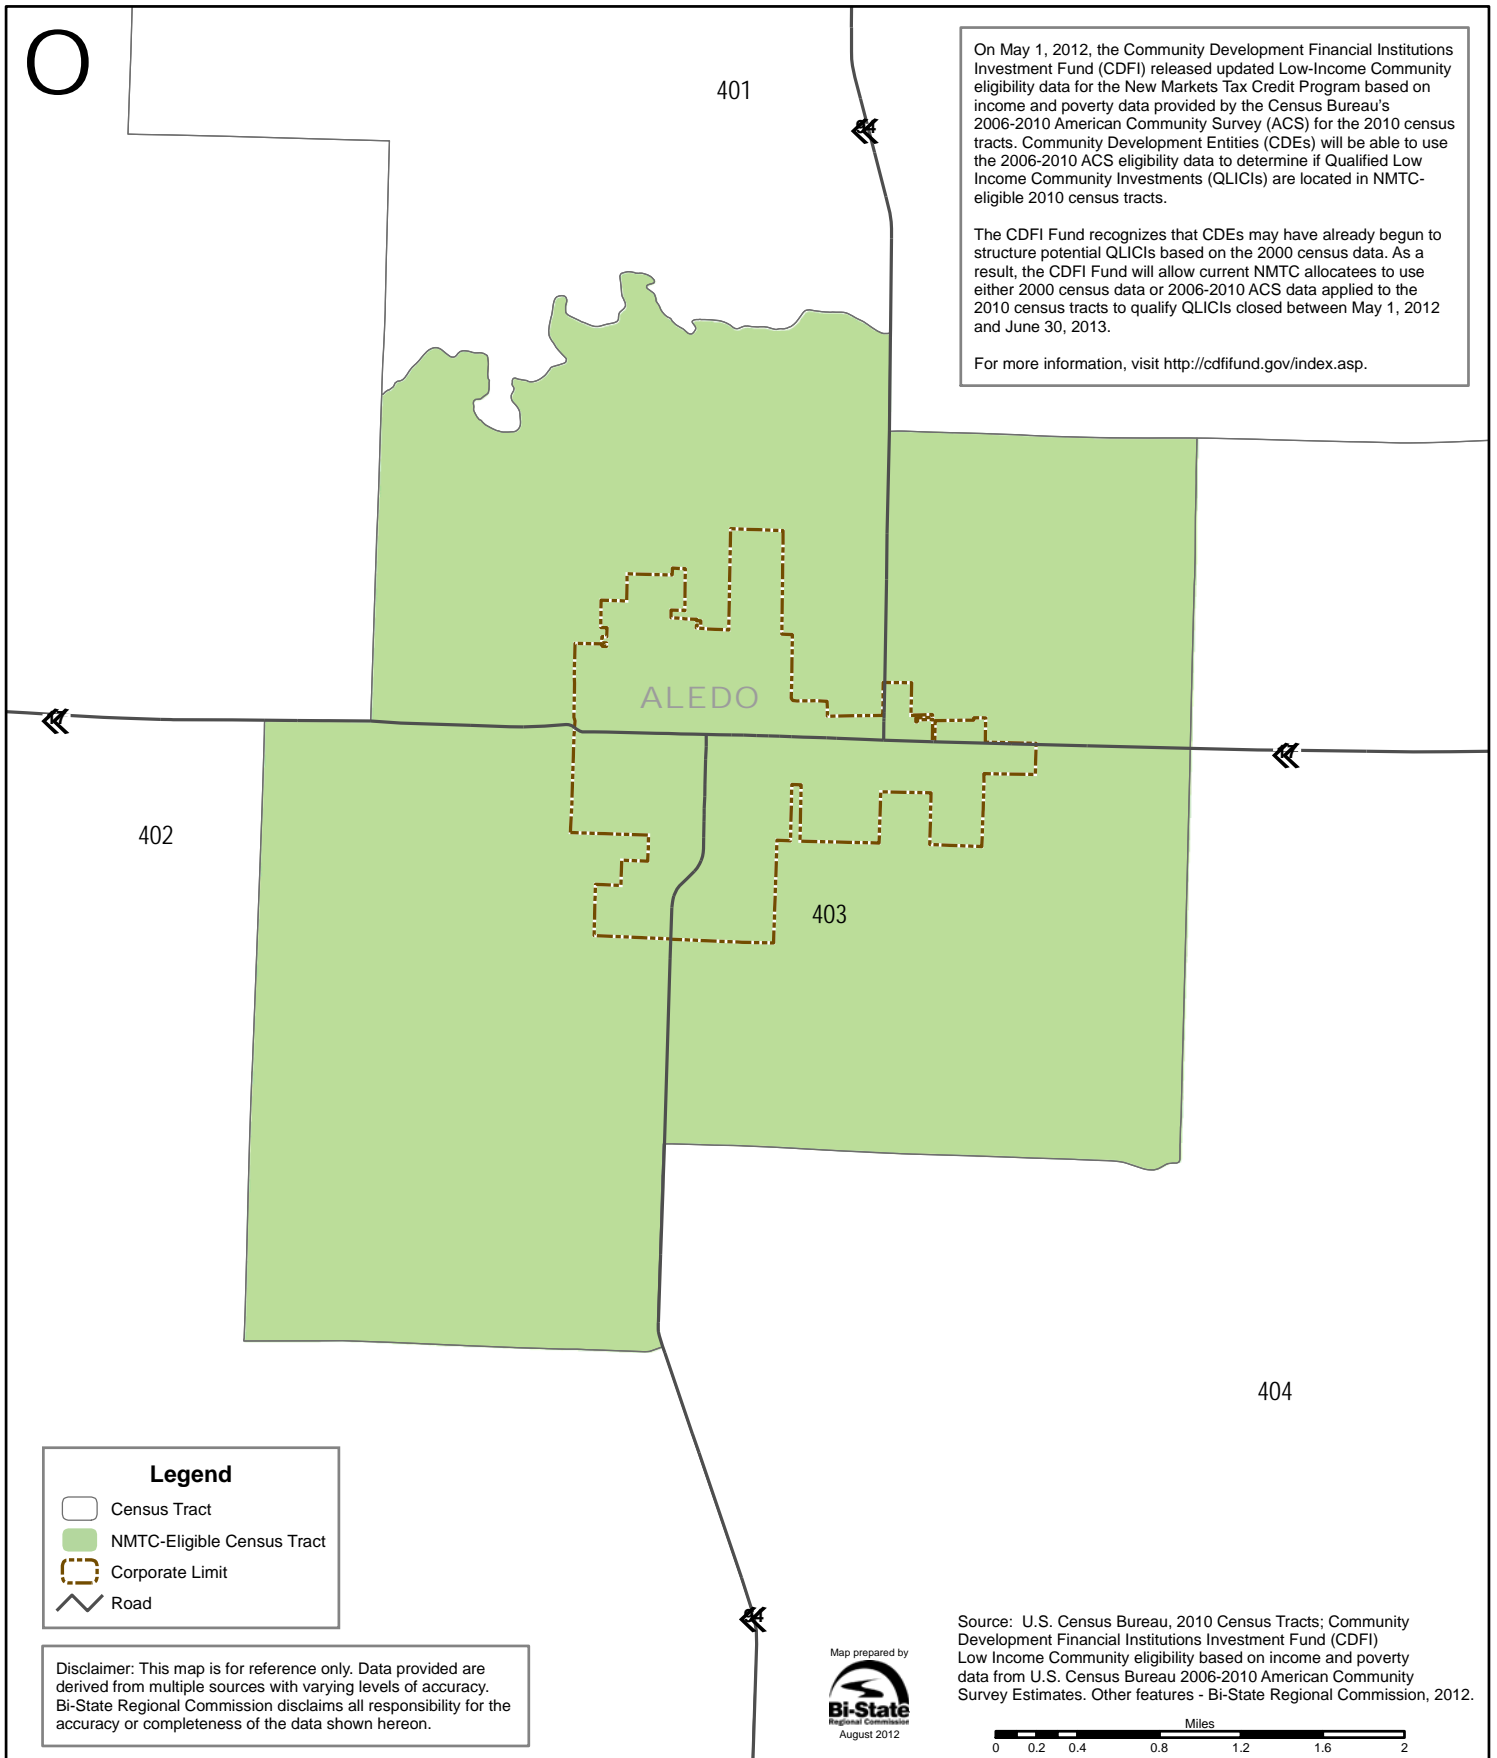 O
401
94
On May 1, 2012, the Community Development Financial Institutions
Investment Fund (CDFI) released updated Low-Income Community
eligibility data for the New Markets Tax Credit Program based on
income and poverty data provided by the Census Bureau's
2006-2010 American Community Survey (ACS) for the 2010 census
tracts. Community Development Entities (CDEs) will be able to use
the 2006-2010 ACS eligibility data to determine if Qualified Low
Income Community Investments (QLICIs) are located in NMTC-
eligible 2010 census tracts.
The CDFI Fund recognizes that CDEs may have already begun to
structure potential QLICIs based on the 2000 census data. As a
result, the CDFI Fund will allow current NMTC allocatees to use
either 2000 census data or 2006-2010 ACS data applied to the
2010 census tracts to qualify QLICIs closed between May 1, 2012
and June 30, 2013.
For more information, visit http://cdfifund.gov/index.asp.
ALEDO
17
17
402
403
404
Legend
Census Tract
NMTC-Eligible Census Tract
Corporate Limit
Road
94
Disclaimer: This map is for reference only. Data provided are
derived from multiple sources with varying levels of accuracy.
Bi-State Regional Commission disclaims all responsibility for the
accuracy or completeness of the data shown hereon.
Map prepared by
Bi-State
Regional Commission
August 2012
Source: U.S. Census Bureau, 2010 Census Tracts; Community
Development Financial Institutions Investment Fund (CDFI)
Low Income Community eligibility based on income and poverty
data from U.S. Census Bureau 2006-2010 American Community
Survey Estimates. Other features - Bi-State Regional Commission, 2012.
Miles
0 0.2 0.4 0.8 1.2 1.6 2